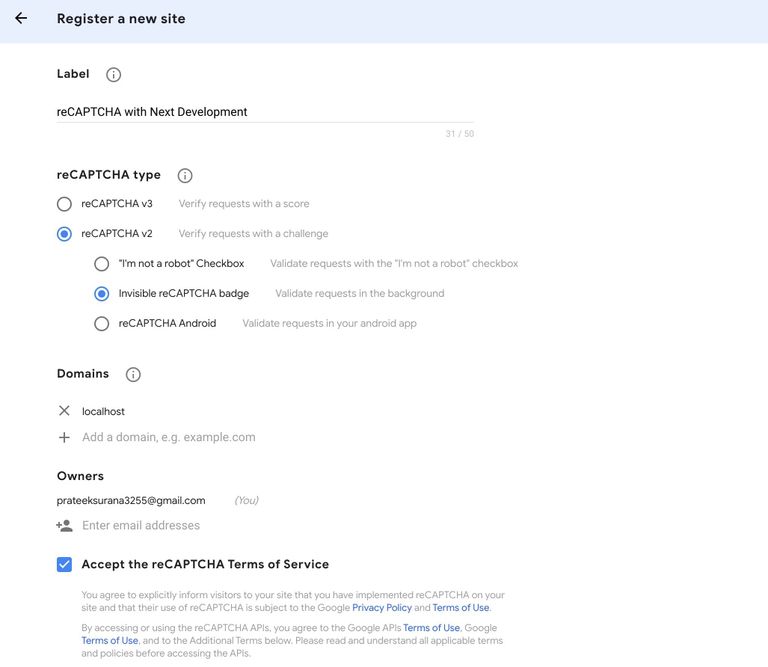 Register a new site
Label
reCAPTCHA with Next Development
31 / 50
reCAPTCHA type
reCAPTCHA v3 Verify requests with a score
reCAPTCHA v2 Verify requests with a challenge
"I'm not a robot" Checkbox Validate requests with the "I'm not a robot" checkbox
Invisible reCAPTCHA badge Validate requests in the background
reCAPTCHA Android Validate requests in your android app
Domains
localhost
Add a domain, e.g. example.com
Owners
prateeksurana3255@gmail.com (You)
Enter email addresses
Accept the reCAPTCHA Terms of Service
You agree to explicitly inform visitors to your site that you have implemented reCAPTCHA on your
site and that their use of reCAPTCHA is subject to the Google Privacy Policy and Terms of Use.
By accessing or using the reCAPTCHA APIs, you agree to the Google APIs Terms of Use, Google
Terms of Use, and to the Additional Terms below. Please read and understand all applicable terms
and policies before accessing the APIs.